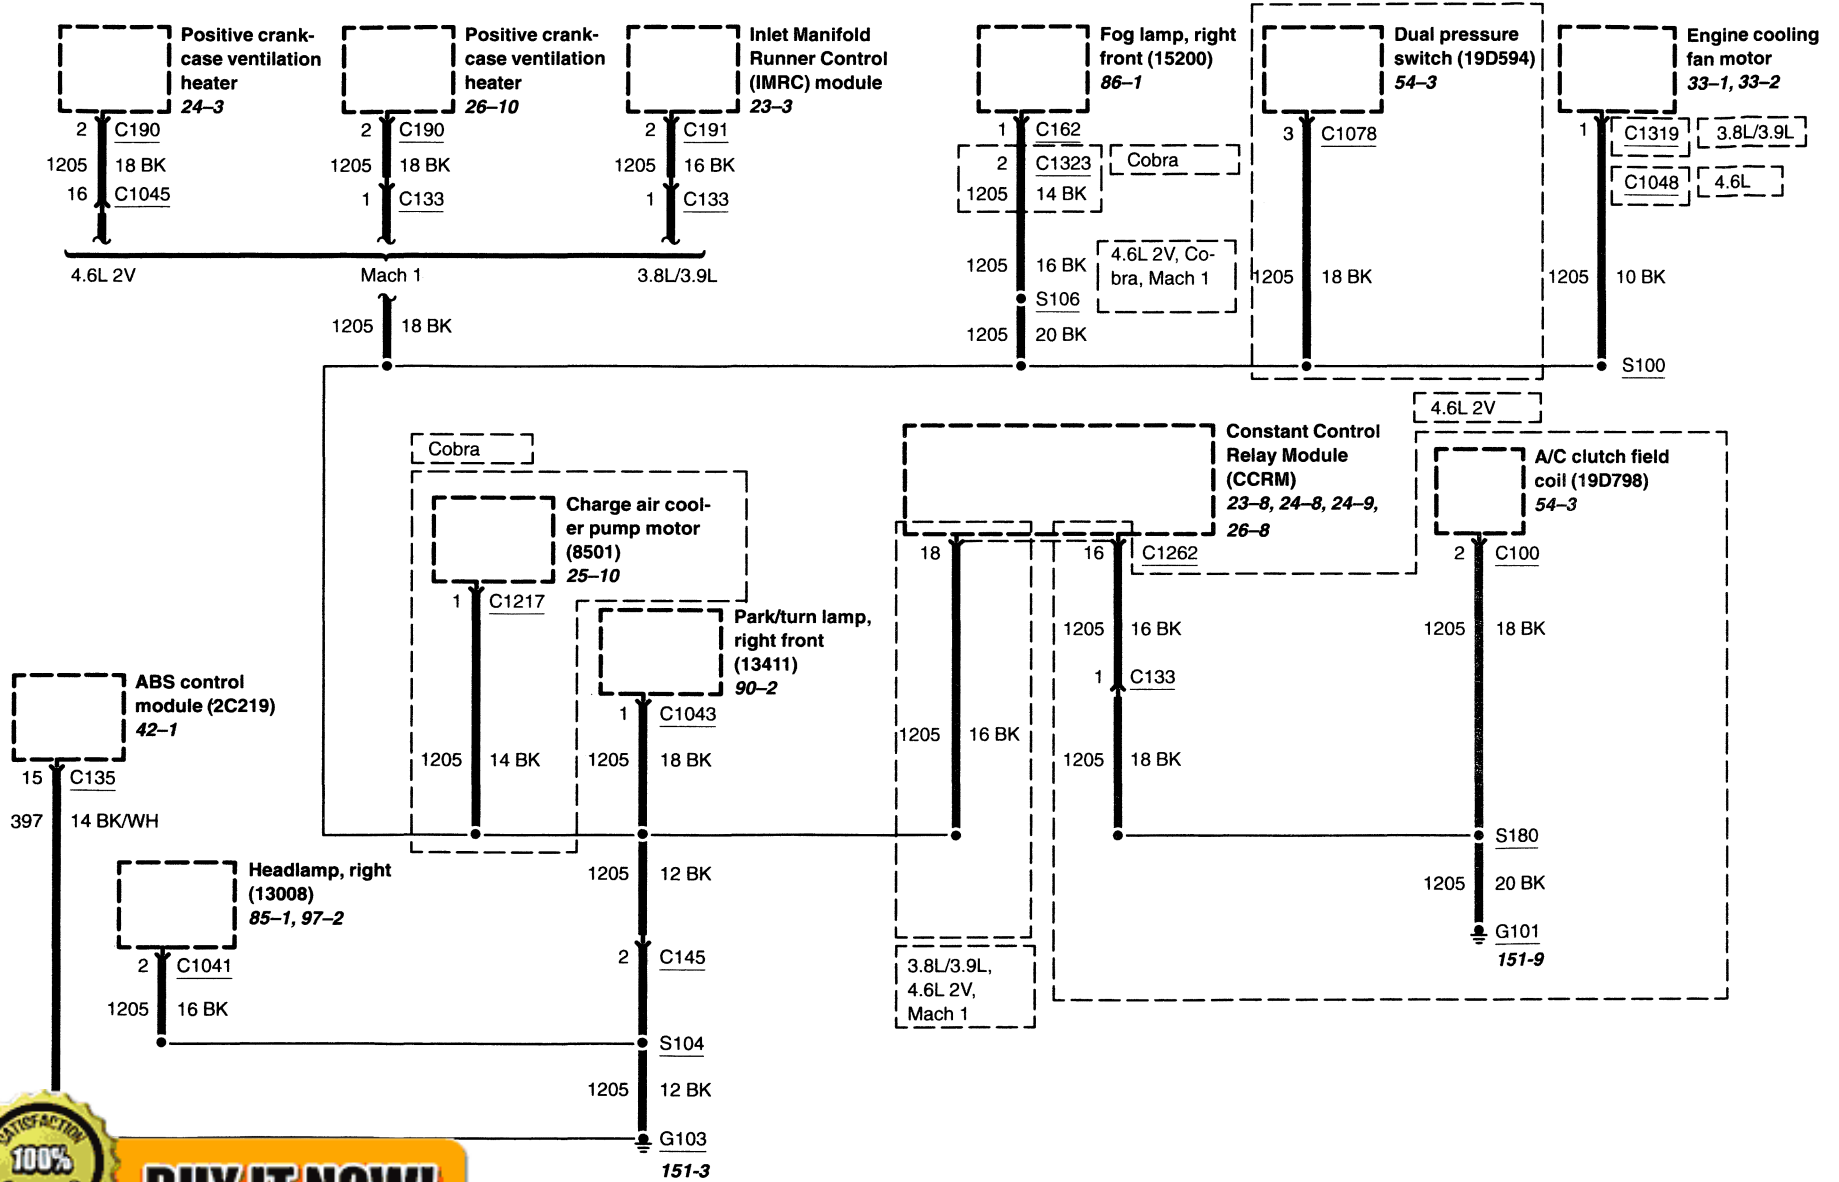 Positive crank-
case ventilation
heater
24–3
Positive crank-
case ventilation
heater
26–10
Inlet Manifold
Runner Control
(IMRC) module
23–3
Fog lamp, right
front (15200)
86–1
Dual pressure
switch (19D594)
54–3
Engine cooling
fan motor
33–1, 33–2
2 C190
1205 18 BK
16 C1045
2 C190
1205 18 BK
1 C133
2 C191
1205 16 BK
1 C133
1 C162
2 C1323
Cobra
1205 14 BK
3 C1078
1 C1319
3.8L/3.9L
C1048
4.6L
4.6L 2V
Mach 1
3.8L/3.9L
1205 16 BK
4.6L 2V, Co-
bra, Mach 1
S106
1205 18 BK
1205 10 BK
1205 18 BK
1205 20 BK
S100
4.6L 2V
Cobra
Charge air cool-
er pump motor
(8501)
25–10
1 C1217
Constant Control
Relay Module
(CCRM)
23–8, 24–8, 24–9,
26–8
A/C clutch field
coil (19D798)
54–3
18
16 C1262
2 C100
Park/turn lamp,
right front
(13411)
90–2
1 C1043
1205 16 BK
1205 18 BK
1 C133
ABS control
module (2C219)
42–1
15 C135
397 14 BK/WH
1205 14 BK
1205 18 BK
1205 16 BK
1205 18 BK
S180
Headlamp, right
(13008)
85–1, 97–2
2 C1041
1205 16 BK
1205 12 BK
1205 20 BK
G101
151-9
2 C145
3.8L/3.9L,
4.6L 2V,
Mach 1
S104
1205 12 BK
G103
151-3
SATISFACTION
100%
BUY IT NOW!